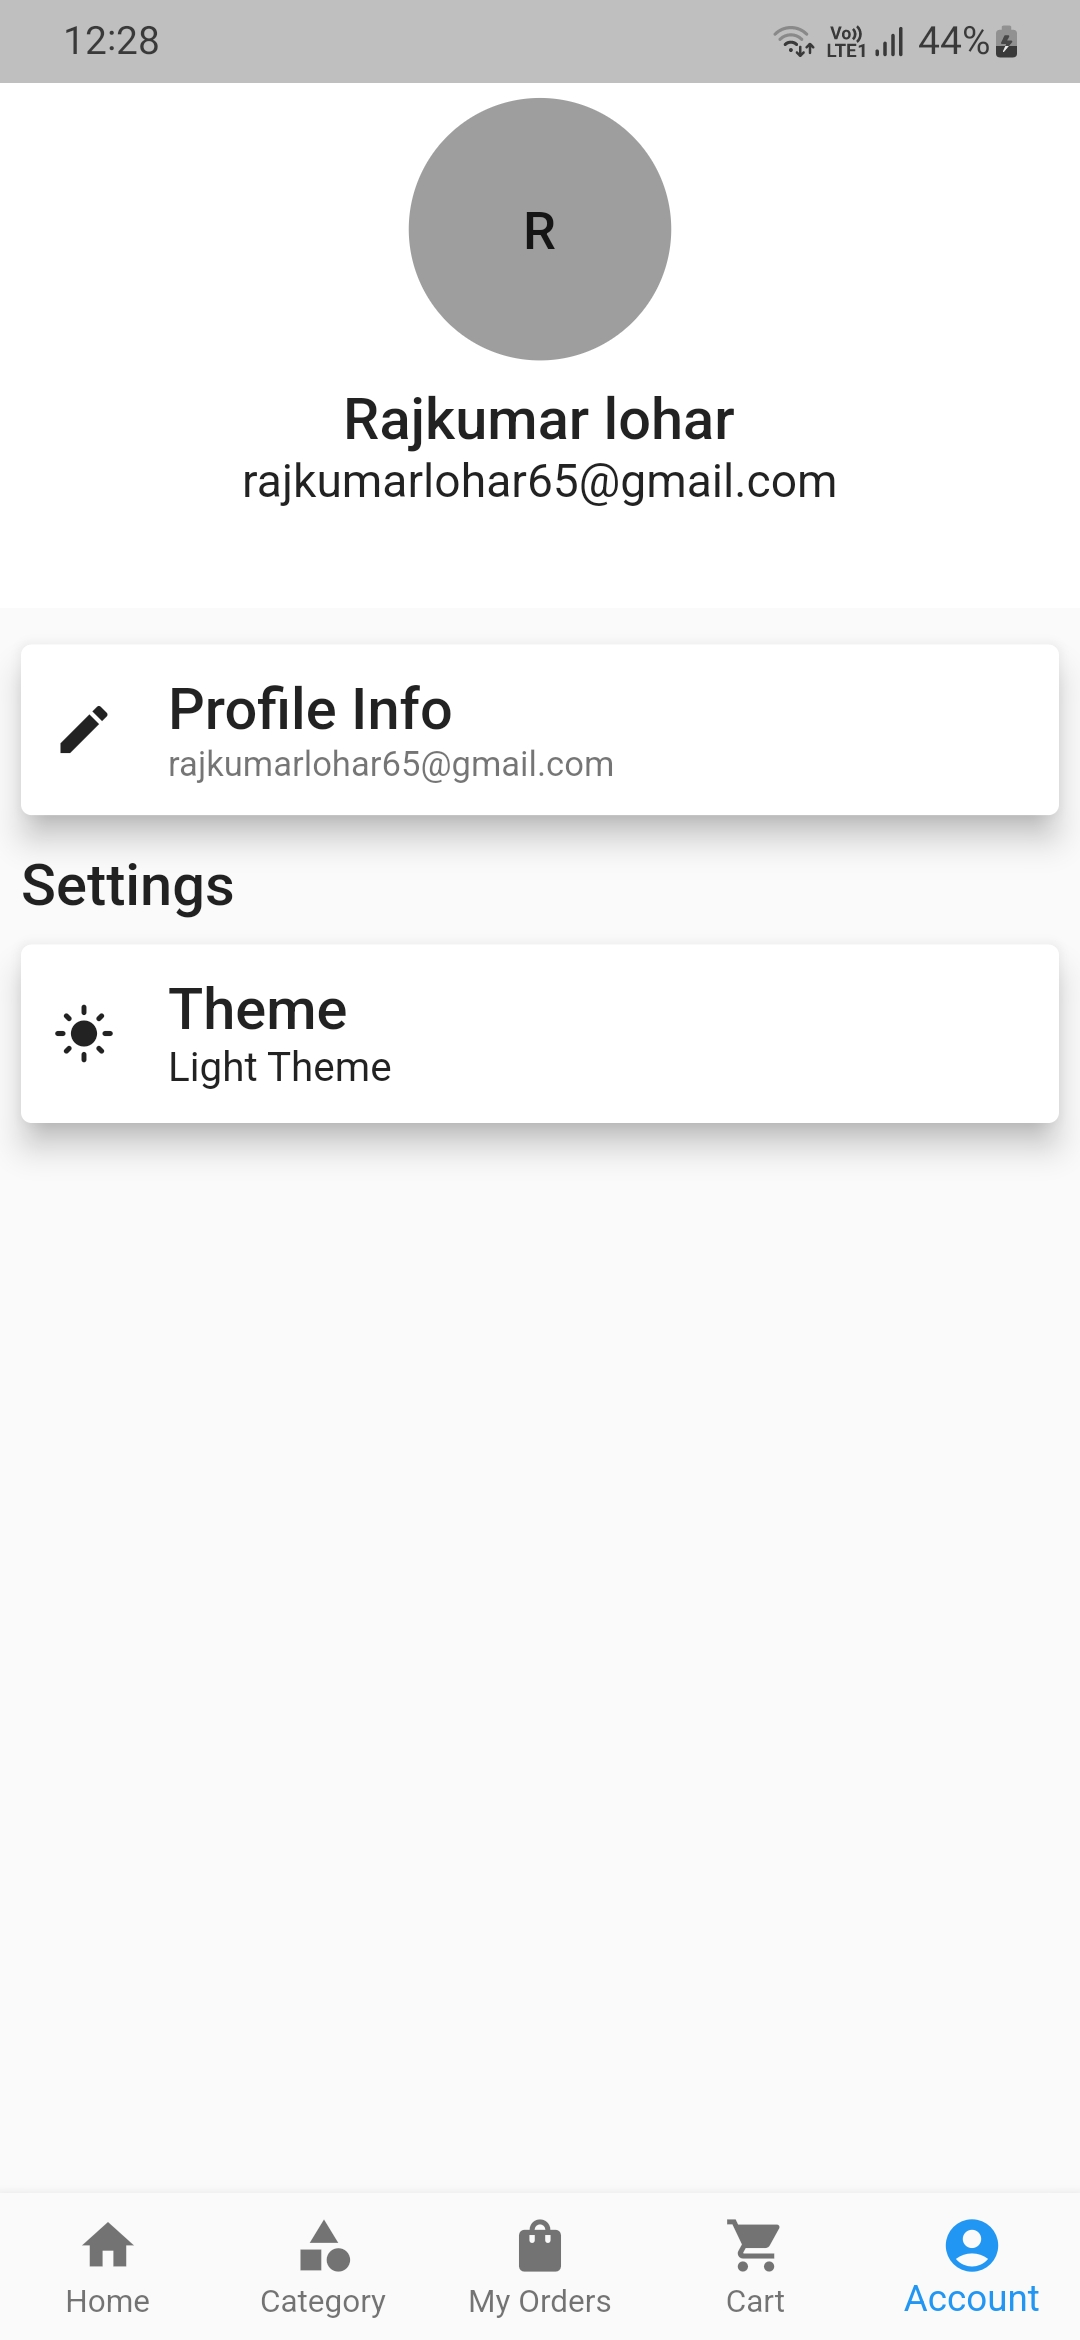 12:28
Vo)) LTE1 44%
R
Rajkumar lohar
rajkumarlohar65@gmail.com
Profile Info
rajkumarlohar65@gmail.com
Settings
Theme
Light Theme
Home Category My Orders Cart Account